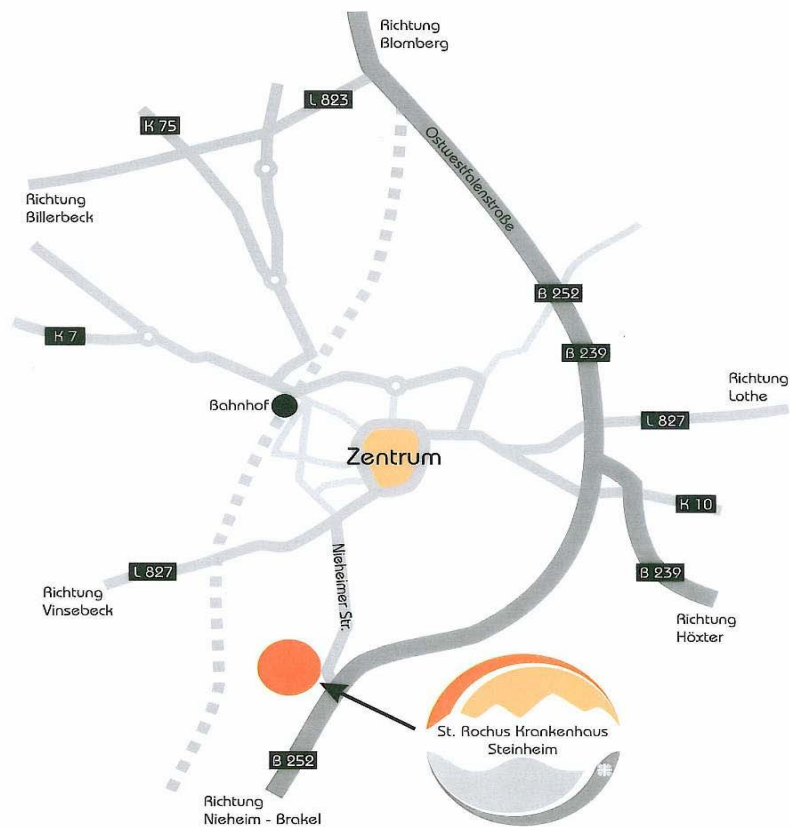 Richtung
Blomberg
L 823
K 75
Ostwestfalenstraße
Richtung
Billerbeck
B 252
K 7
B 239
Richtung
Lothe
Bahnhof
L 827
Zentrum
K 10
Nieheimer Str.
L 827
B 239
Richtung
Vinsebeck
Richtung
Höxter
St. Rochus Krankenhaus
Steinheim
B 252
Richtung
Nieheim - Brakel